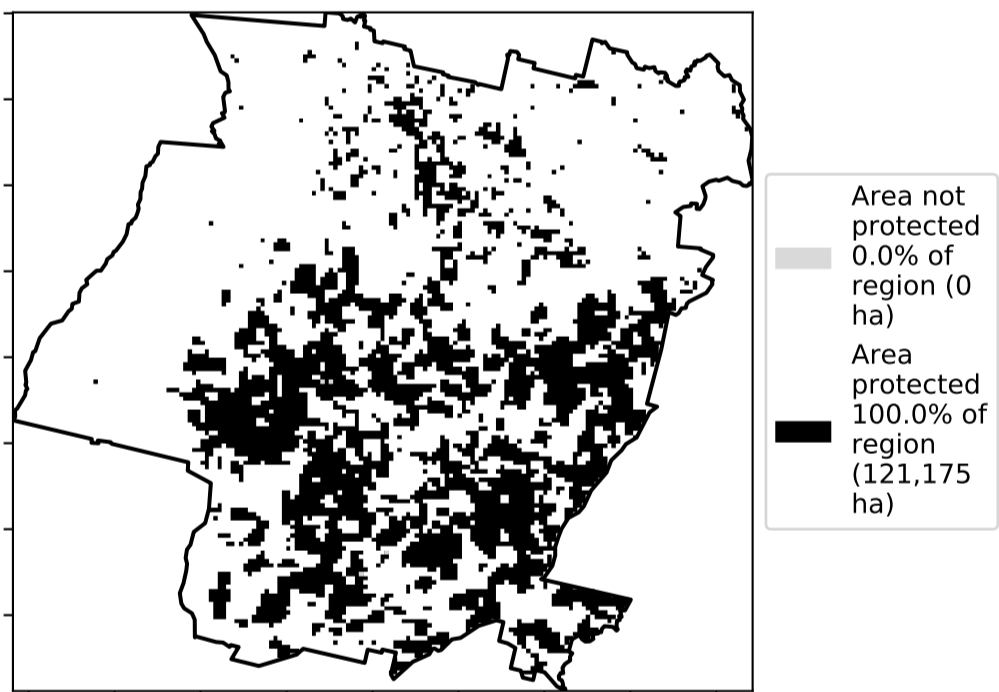 Area not
protected
0.0% of
region (0
ha)
Area
protected
100.0% of
region
(121,175
ha)